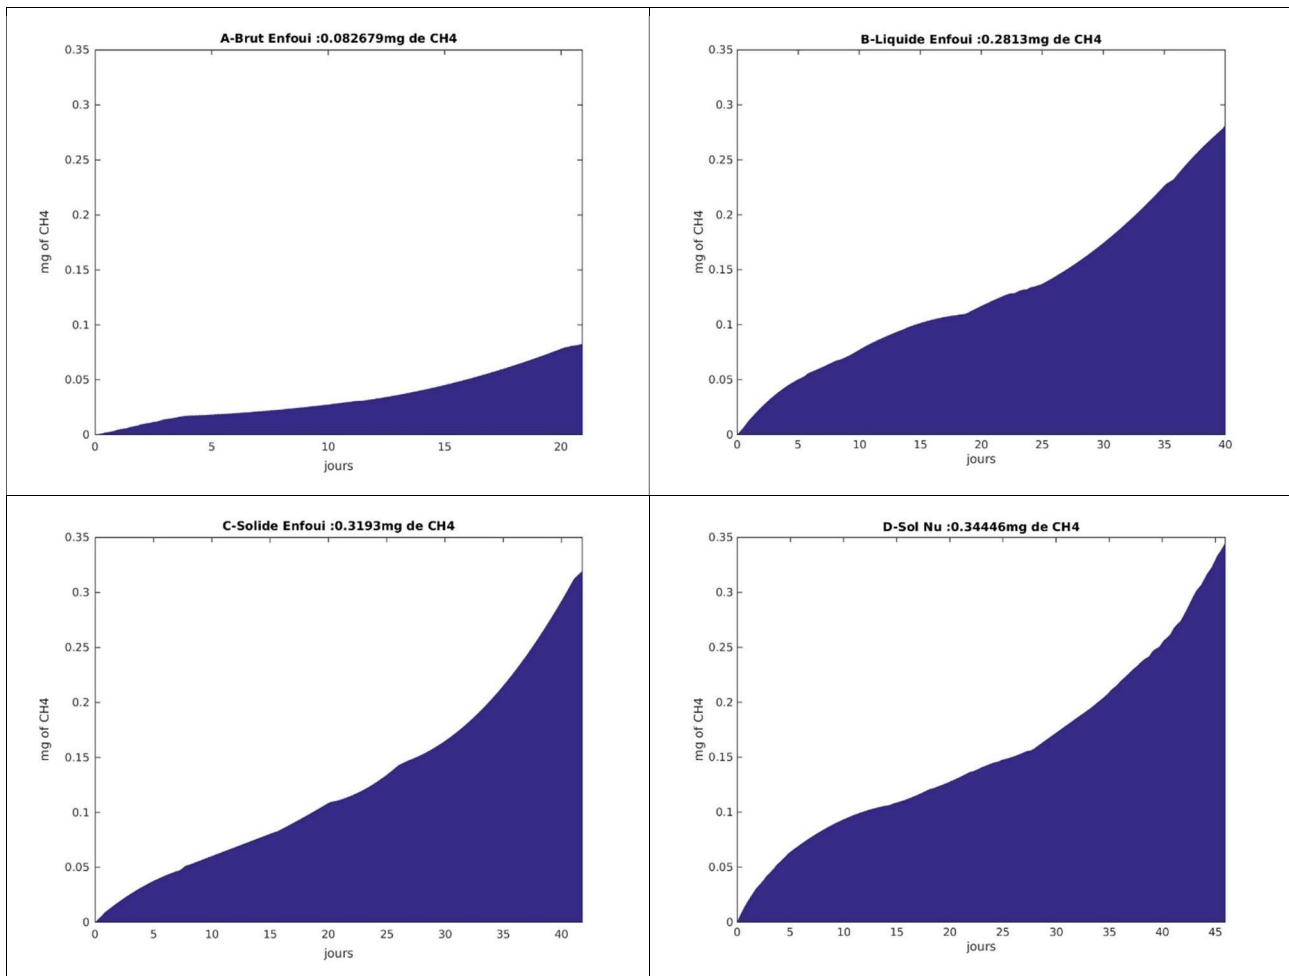 A-Brut Enfoui :0.082679mg de CH4
0.35
0.3
0.25
0.2
0.15
0.1
0.05
0
mg of CH4
0 5 10 15 20
jours
B-Liquide Enfoui :0.2813mg de CH4
0.35
0.3
0.25
0.2
0.15
0.1
0.05
0
mg of CH4
0 5 10 15 20 25 30 35 40
jours
C-Solide Enfoui :0.3193mg de CH4
0.35
0.3
0.25
0.2
0.15
0.1
0.05
0
mg of CH4
0 5 10 15 20 25 30 35 40
jours
D-Sol Nu :0.34446mg de CH4
0.35
0.3
0.25
0.2
0.15
0.1
0.05
0
mg of CH4
0 5 10 15 20 25 30 35 40 45
jours